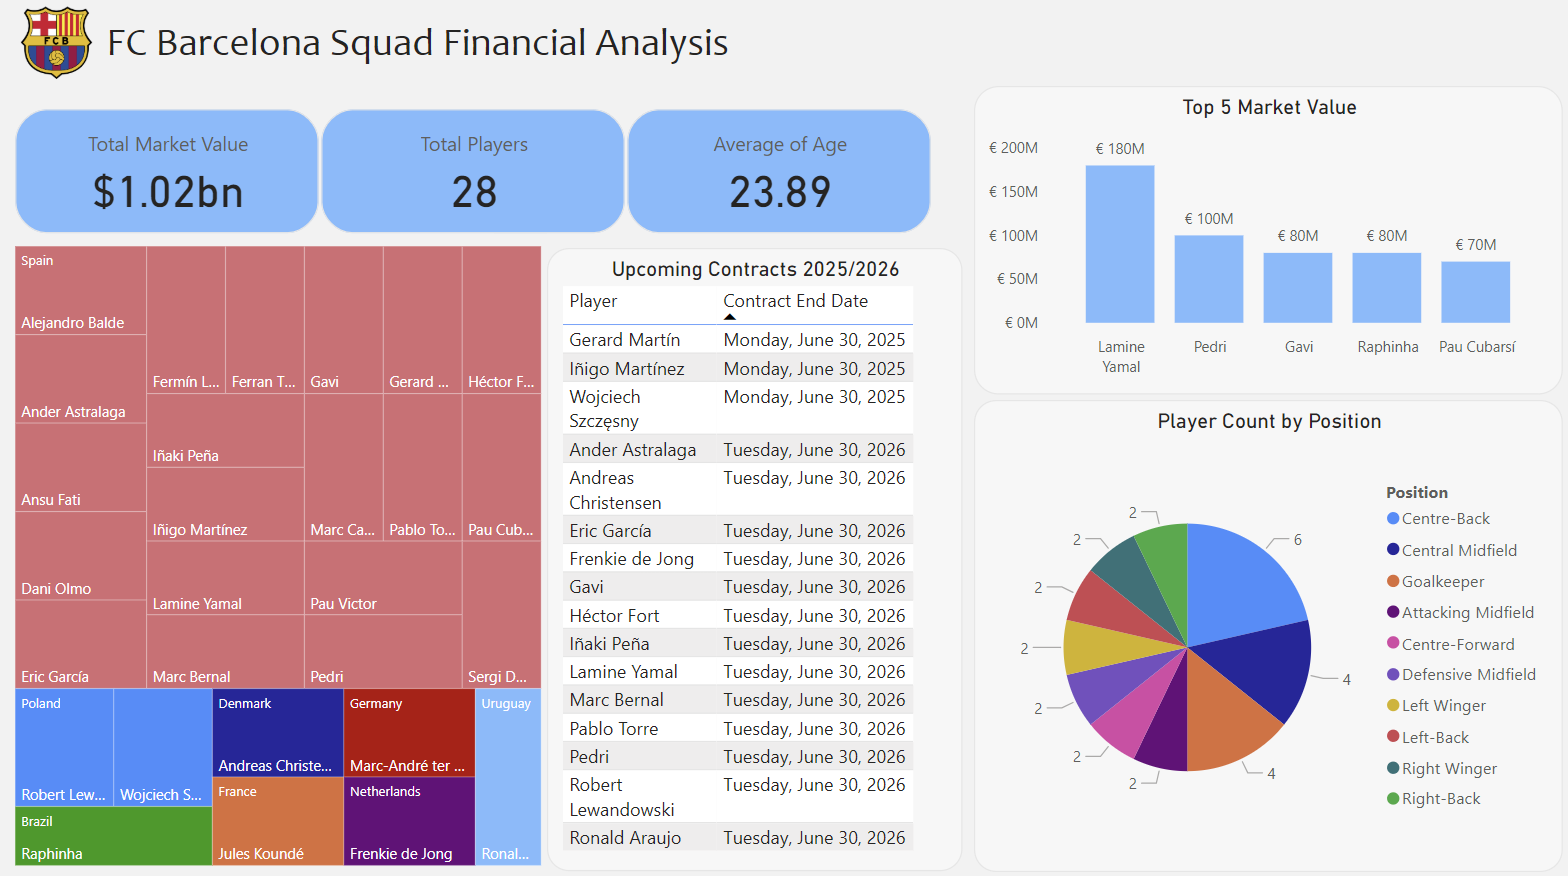 FCB
FC Barcelona Squad Financial Analysis
Total Market Value
$1.02bn
Total Players
28
Average of Age
23.89
Spain
Alejandro Balde
Ander Astralaga
Ansu Fati
Dani Olmo
Eric García
Fermín L...
Ferran T...
Gavi
Gerard ...
Héctor F...
Iñaki Peña
Iñigo Martínez
Marc Ca...
Pablo To...
Pau Cub...
Lamine Yamal
Pau Victor
Marc Bernal
Pedri
Sergi D...
Poland
Robert Lew...
Wojciech S...
Brazil
Raphinha
Denmark
Andreas Christe...
France
Jules Koundé
Germany
Marc-André ter ...
Netherlands
Frenkie de Jong
Uruguay
Ronal...
Upcoming Contracts 2025/2026
Player Contract End Date
Gerard Martín Monday, June 30, 2025
Iñigo Martínez Monday, June 30, 2025
Wojciech Monday, June 30, 2025
Szczęsny
Ander Astralaga Tuesday, June 30, 2026
Andreas Tuesday, June 30, 2026
Christensen
Eric García Tuesday, June 30, 2026
Frenkie de Jong Tuesday, June 30, 2026
Gavi Tuesday, June 30, 2026
Héctor Fort Tuesday, June 30, 2026
Iñaki Peña Tuesday, June 30, 2026
Lamine Yamal Tuesday, June 30, 2026
Marc Bernal Tuesday, June 30, 2026
Pablo Torre Tuesday, June 30, 2026
Pedri Tuesday, June 30, 2026
Robert Tuesday, June 30, 2026
Lewandowski
Ronald Araujo Tuesday, June 30, 2026
Top 5 Market Value
€ 200M
€ 150M
€ 100M
€ 50M
€ 0M
€ 180M
€ 100M
€ 80M
€ 80M
€ 70M
Lamine
Yamal
Pedri
Gavi
Raphinha
Pau Cubarsí
Player Count by Position
6
4
4
2
2
2
2
2
2
2
Position
Centre-Back
Central Midfield
Goalkeeper
Attacking Midfield
Centre-Forward
Defensive Midfield
Left Winger
Left-Back
Right Winger
Right-Back